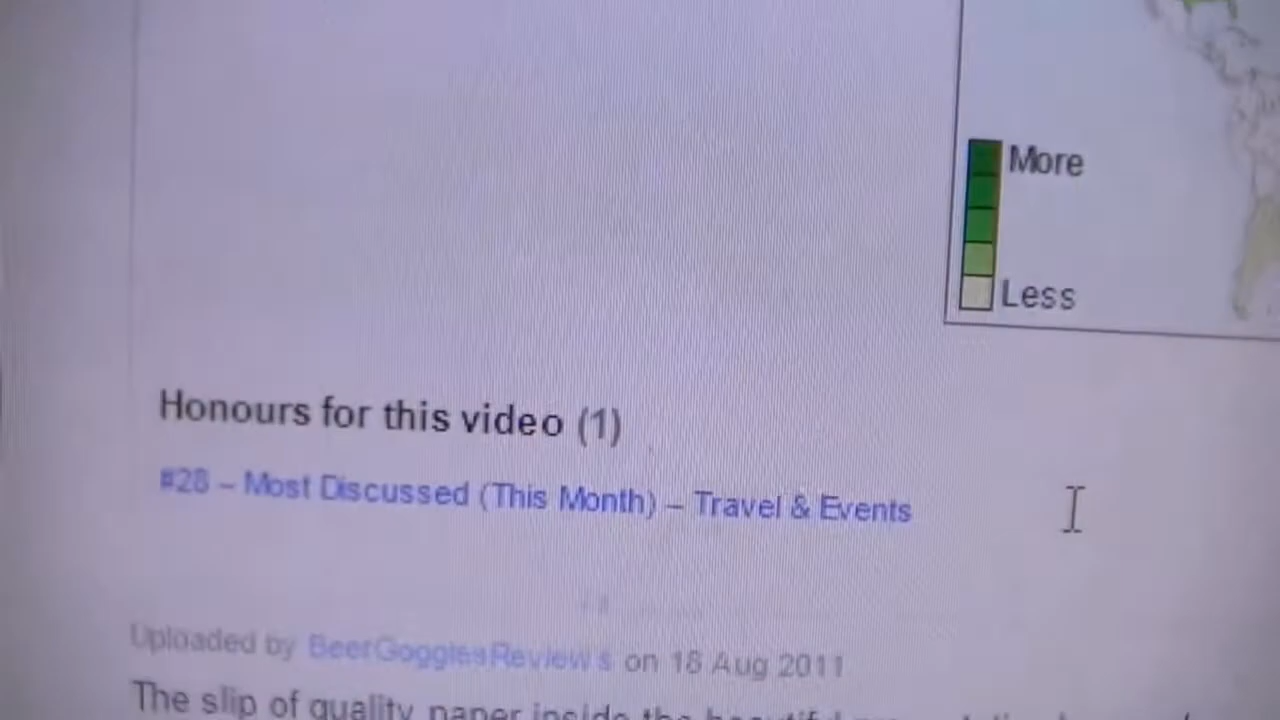 More
Less
Honours for this video (1)
#28 – Most Discussed (This Month) – Travel & Events
Uploaded by BeerGogglesReviews on 18 Aug 2011
The slip of quality paper inside the beautiful